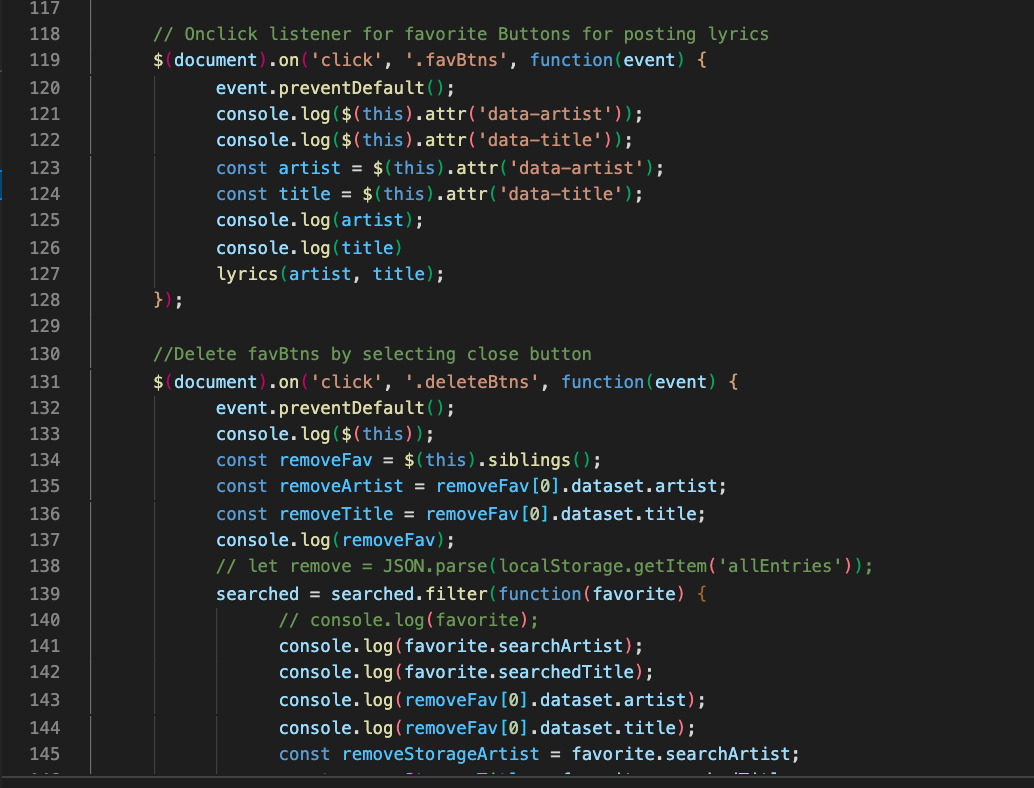 117
118 // Onclick listener for favorite Buttons for posting lyrics
119 $(document).on('click', '.favBtns', function(event) {
120 event.preventDefault();
121 console.log($(this).attr('data-artist'));
122 console.log($(this).attr('data-title'));
123 const artist = $(this).attr('data-artist');
124 const title = $(this).attr('data-title');
125 console.log(artist);
126 console.log(title)
127 lyrics(artist, title);
128 });
129
130 //Delete favBtns by selecting close button
131 $(document).on('click', '.deleteBtns', function(event) {
132 event.preventDefault();
133 console.log($(this));
134 const removeFav = $(this).siblings();
135 const removeArtist = removeFav[0].dataset.artist;
136 const removeTitle = removeFav[0].dataset.title;
137 console.log(removeFav);
138 // let remove = JSON.parse(localStorage.getItem('allEntries'));
139 searched = searched.filter(function(favorite) {
140 // console.log(favorite);
141 console.log(favorite.searchArtist);
142 console.log(favorite.searchedTitle);
143 console.log(removeFav[0].dataset.artist);
144 console.log(removeFav[0].dataset.title);
145 const removeStorageArtist = favorite.searchArtist;